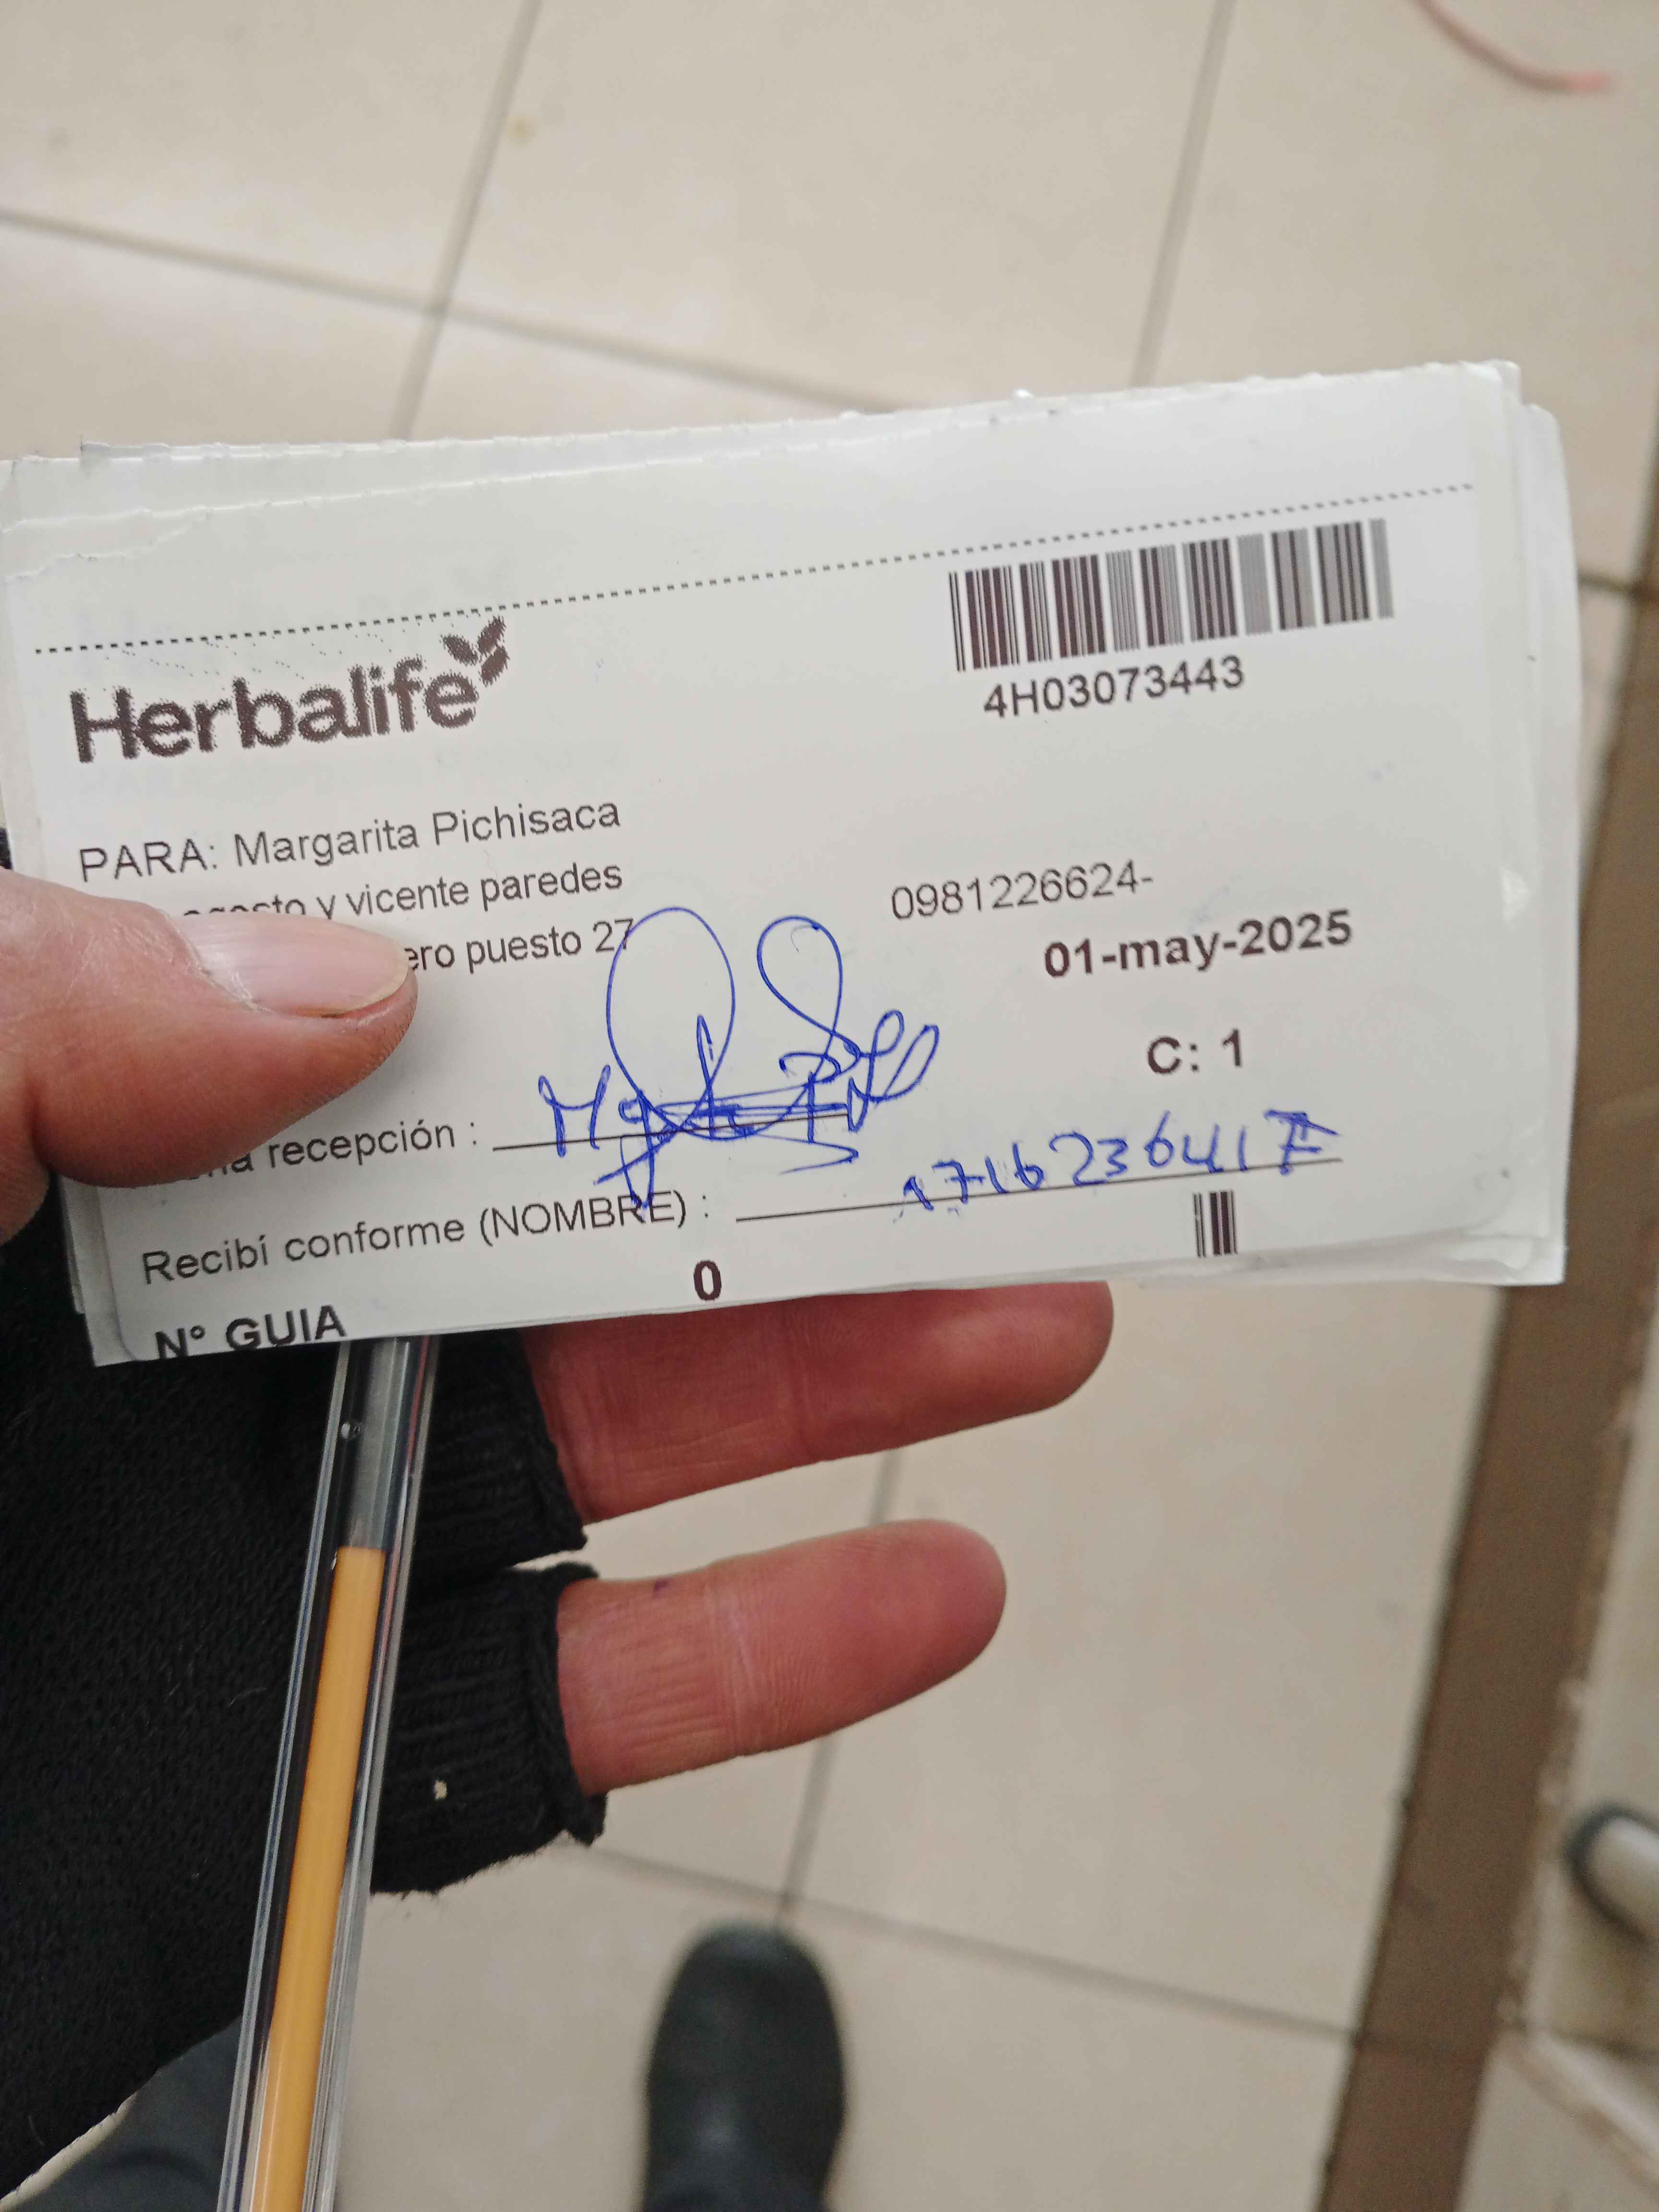 4H03073443
Herbalife
PARA: Margarita Pichisaca
y vicente paredes
0981226624-
puesto 27
01-may-2025
C: 1
recepción :
Recibí conforme (NOMBRE) :
0
N° GUIA